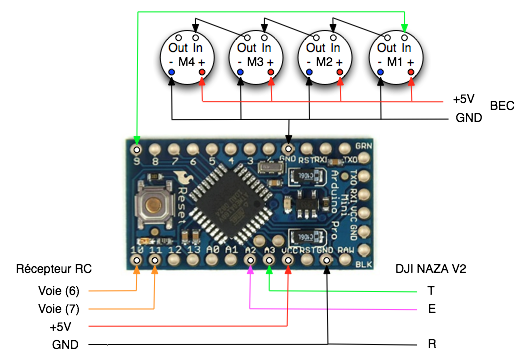 Out In Out In Out In Out In
- M4 + - M3 + - M2 + - M1 +
+5V
BEC
GND
9 8 7 6 5 4 3 2 GND RST RXI TXO GRN
Reset
Arduino Pro
Mini
TXO RXI VCC GND
10 11 12 13 A0 A1 A2 A3 VCC RST GND RAW
BLK
Récepteur RC
DJI NAZA V2
Voie (6)
T
Voie (7)
E
+5V
GND
R